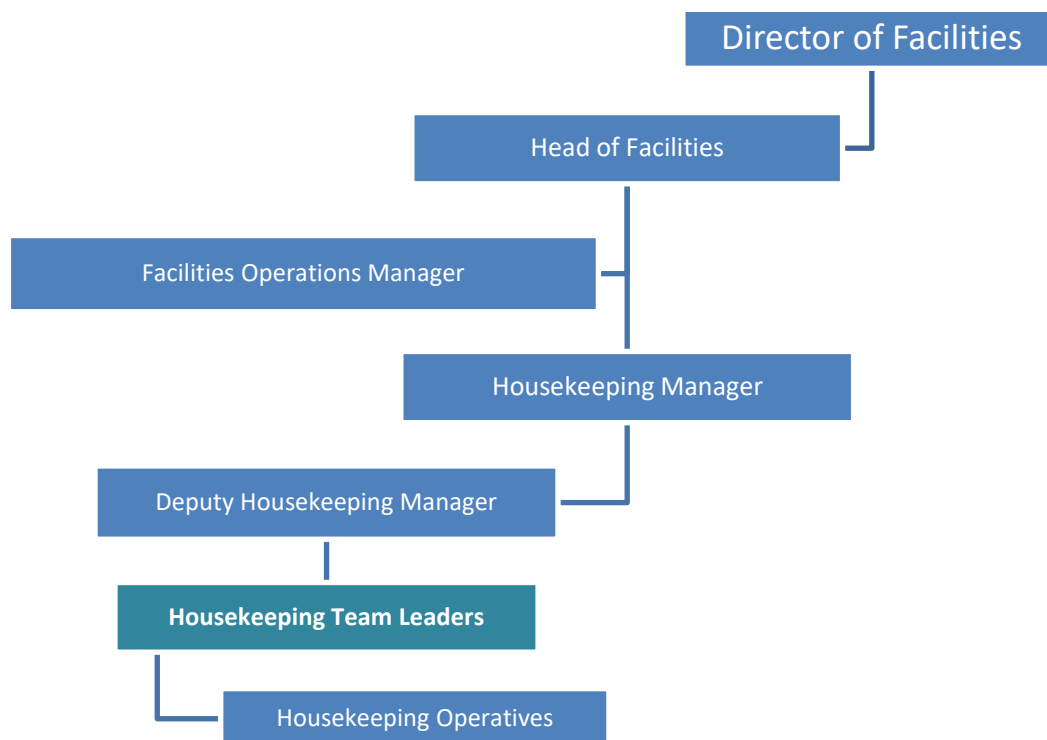 Director of Facilities
Head of Facilities
Facilities Operations Manager
Housekeeping Manager
Deputy Housekeeping Manager
Housekeeping Team Leaders
Housekeeping Operatives